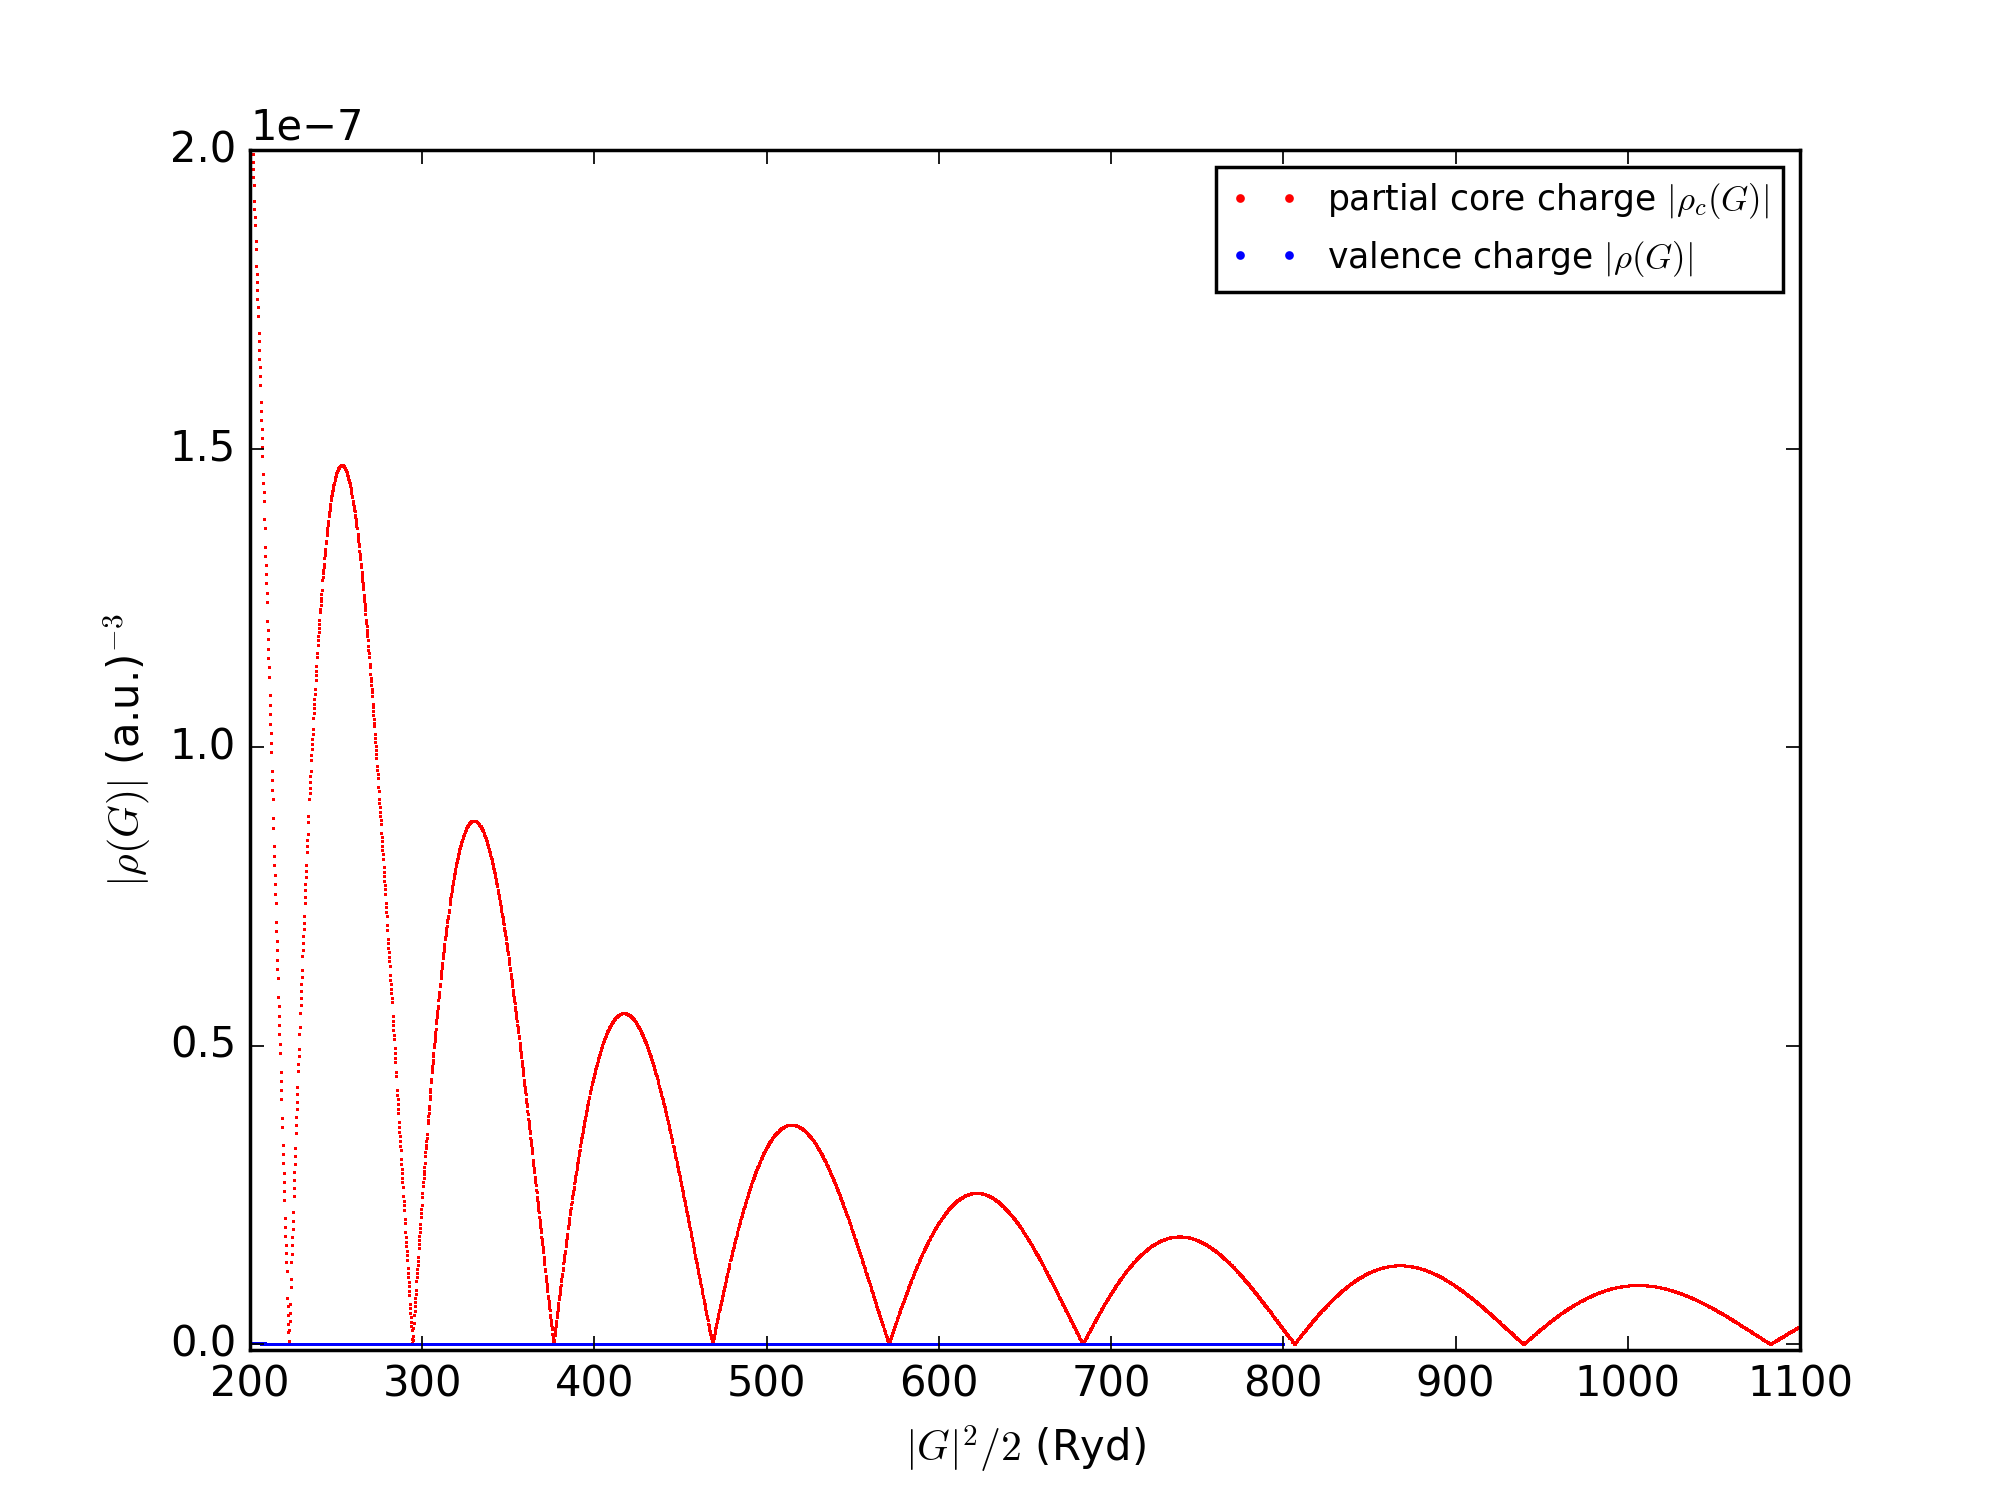 1e−7
2.0
1.5
1.0
0.5
0.0
|ρ(G)| (a.u.)⁻³
partial core charge |ρ_c(G)|
valence charge |ρ(G)|
200 300 400 500 600 700 800 900 1000 1100
|G|²/2 (Ryd)